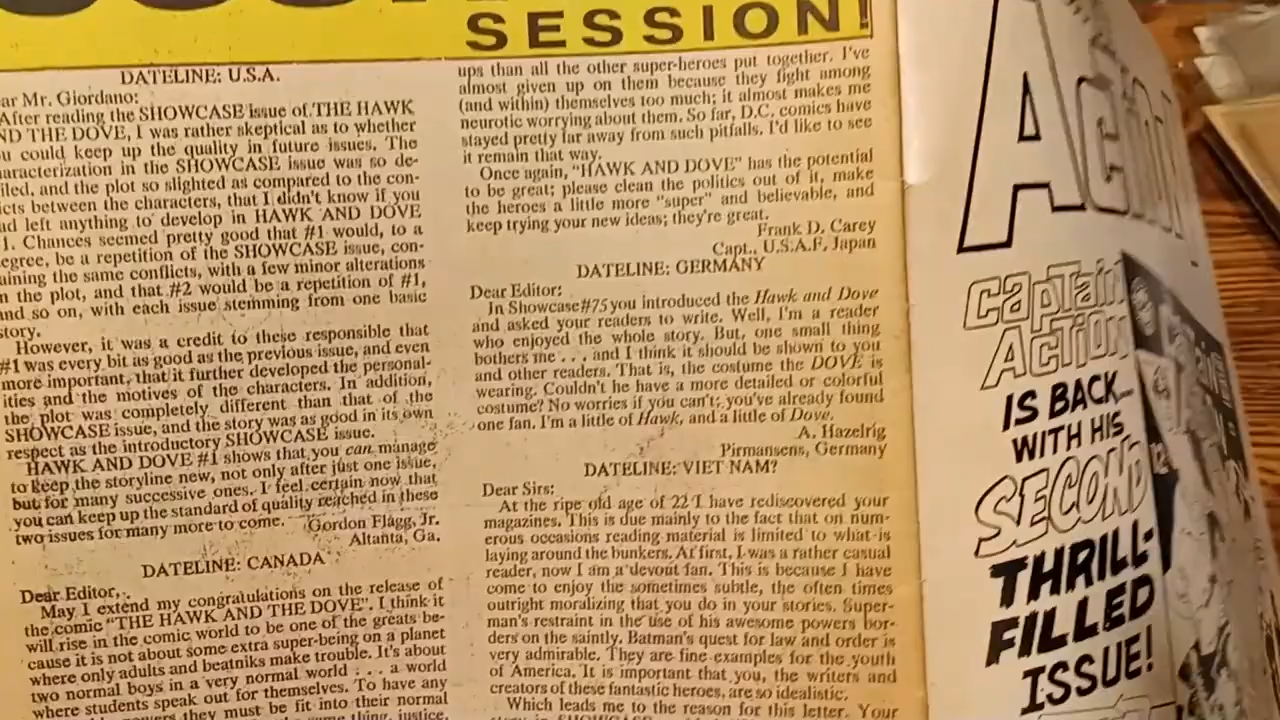 SESSION!
DATELINE: U.S.A.
ar Mr. Giordano:
After reading the SHOWCASE issue of THE HAWK
ND THE DOVE, I was rather skeptical as to whether
u could keep up the quality in future issues. The
aracterization in the SHOWCASE issue was so de-
iled, and the plot so slighted as compared to the con-
icts between the characters, that I didn't know if you
ad left anything to develop in HAWK AND DOVE
1. Chances seemed pretty good that #1 would, to a
egree, be a repetition of the SHOWCASE issue, con-
aining the same conflicts, with a few minor alterations
n the plot, and that #2 would be a repetition of #1,
and so on, with each issue stemming from one basic
story.
However, it was a credit to these responsible that
#1 was every bit as good as the previous issue, and even
more important, that it further developed the personal-
ities and the motives of the characters. In addition,
the plot was completely different than that of the
SHOWCASE issue, and the story was as good in its own
respect as the introductory SHOWCASE issue.
HAWK AND DOVE #1 shows that you can manage
to keep the storyline new, not only after just one issue,
but for many successive ones. I feel certain now that
you can keep up the standard of quality reached in these
two issues for many more to come.
Gordon Flagg, Jr.
Altanta, Ga.
DATELINE: CANADA
Dear Editor,
May I extend my congratulations on the release of
the comic "THE HAWK AND THE DOVE". I think it
will rise in the comic world to be one of the greats be-
cause it is not about some extra super-being on a planet
where only adults and beatniks make trouble. It's about
two normal boys in a very normal world . . . a world
where students speak out for themselves. To have any
they must be fit into their normal
same thing, justice,
ups than all the other super-heroes put together. I've
almost given up on them because they fight among
(and within) themselves too much; it almost makes me
neurotic worrying about them. So far, D.C. comics have
stayed pretty far away from such pitfalls. I'd like to see
it remain that way.
Once again, "HAWK AND DOVE" has the potential
to be great; please clean the politics out of it, make
the heroes a little more "super" and believable, and
keep trying your new ideas; they're great.
Frank D. Carey
Capt., U.S.A.F. Japan
DATELINE: GERMANY
Dear Editor:
In Showcase #75 you introduced the Hawk and Dove
and asked your readers to write. Well, I'm a reader
who enjoyed the whole story. But, one small thing
bothers me . . . and I think it should be shown to you
and other readers. That is, the costume the DOVE is
wearing. Couldn't he have a more detailed or colorful
costume? No worries if you can't; you've already found
one fan. I'm a little of Hawk, and a little of Dove.
A. Hazelrig
Pirmansens, Germany
DATELINE: VIET NAM?
Dear Sirs:
At the ripe old age of 22 I have rediscovered your
magazines. This is due mainly to the fact that on num-
erous occasions reading material is limited to what is
laying around the bunkers. At first, I was a rather casual
reader, now I am a devout fan. This is because I have
come to enjoy the sometimes subtle, the often times
outright moralizing that you do in your stories. Super-
man's restraint in the use of his awesome powers bor-
ders on the saintly. Batman's quest for law and order is
very admirable. They are fine examples for the youth
of America. It is important that you, the writers and
creators of these fantastic heroes, are so idealistic.
Which leads me to the reason for this letter. Your
ACTION
CAPTAIN
ACTION
IS BACK...
WITH HIS
SECOND
THRILL-
FILLED
ISSUE!